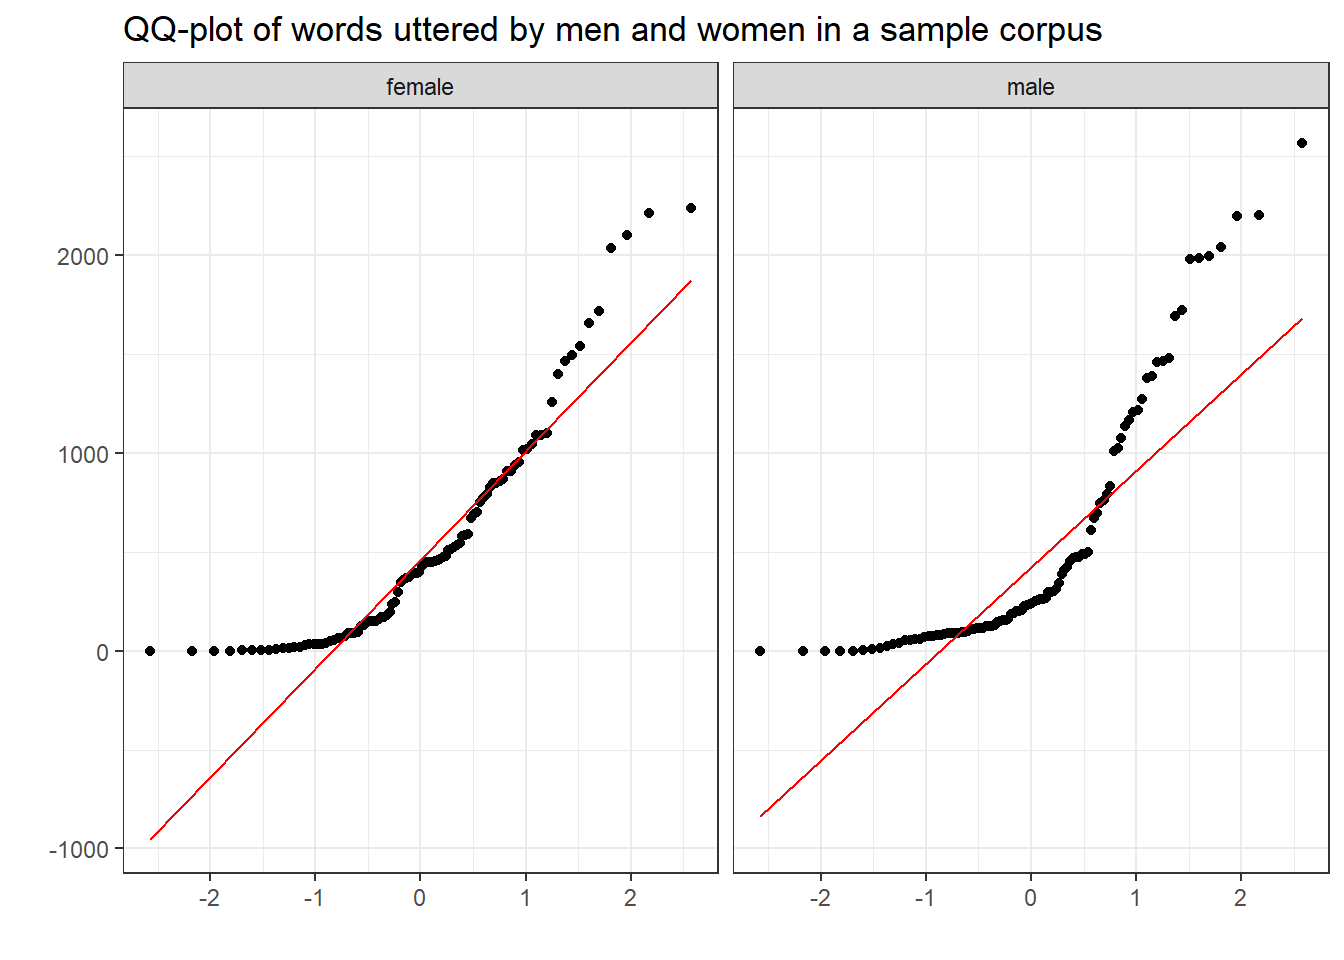 QQ-plot of words uttered by men and women in a sample corpus
female male
2000
1000
0
-1000
-2 -1 0 1 2 -2 -1 0 1 2